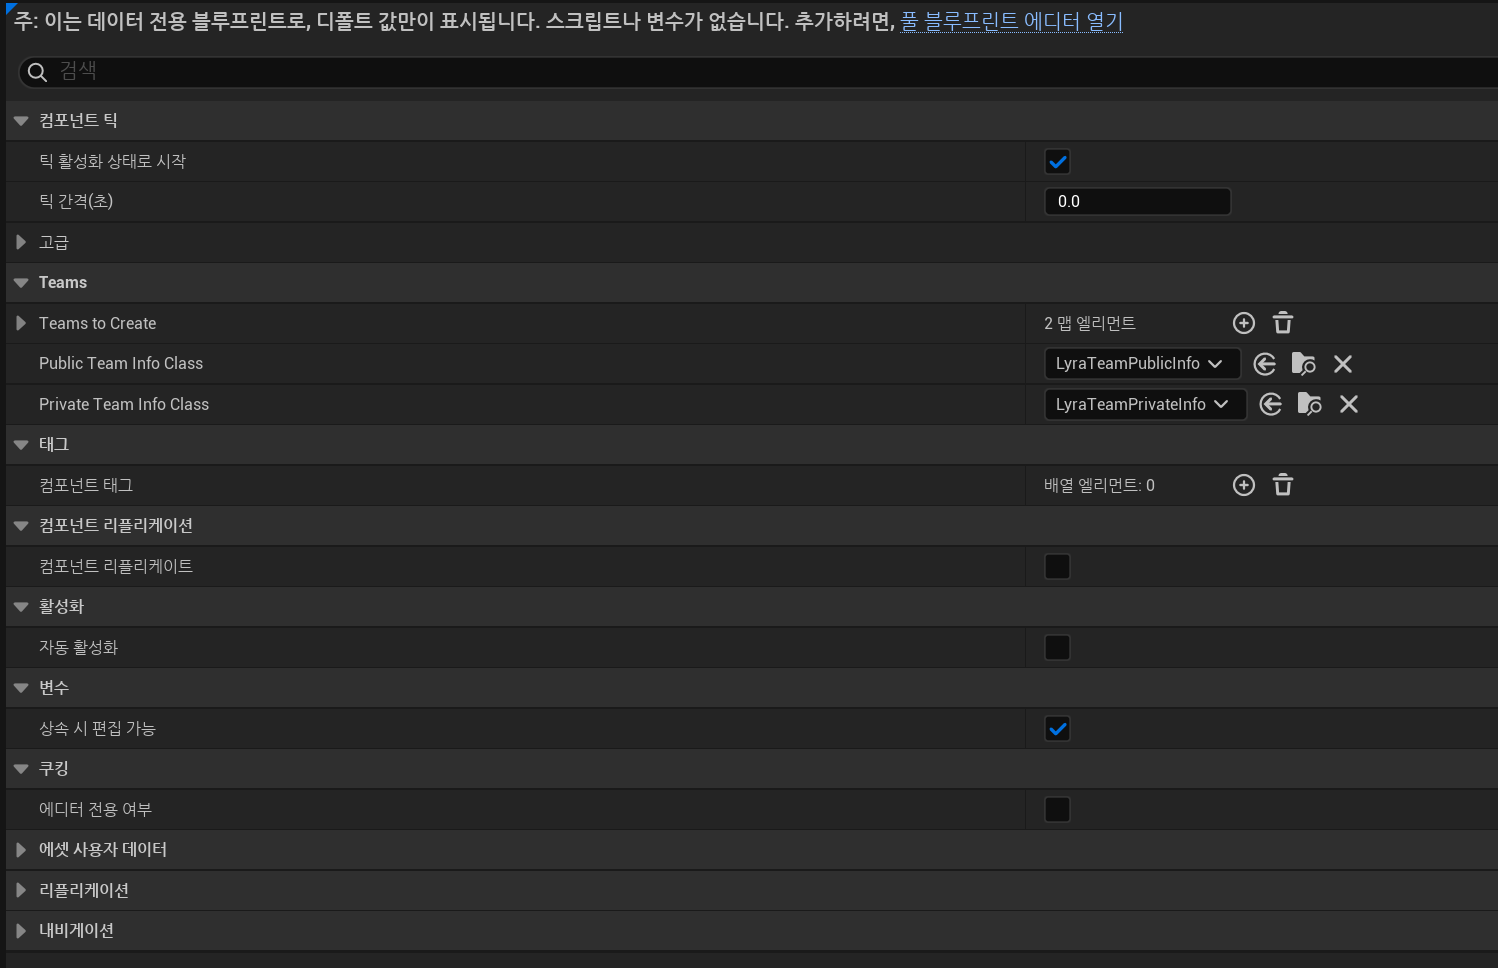 주: 이는 데이터 전용 블루프린트로, 디폴트 값만이 표시됩니다. 스크립트나 변수가 없습니다. 추가하려면, 풀 블루프린트 에디터 열기
검색
컴포넌트 틱
틱 활성화 상태로 시작
틱 간격(초) 0.0
고급
Teams
Teams to Create 2 맵 엘리먼트
Public Team Info Class LyraTeamPublicInfo
Private Team Info Class LyraTeamPrivateInfo
태그
컴포넌트 태그 배열 엘리먼트: 0
컴포넌트 리플리케이션
컴포넌트 리플리케이트
활성화
자동 활성화
변수
상속 시 편집 가능
쿠킹
에디터 전용 여부
에셋 사용자 데이터
리플리케이션
내비게이션